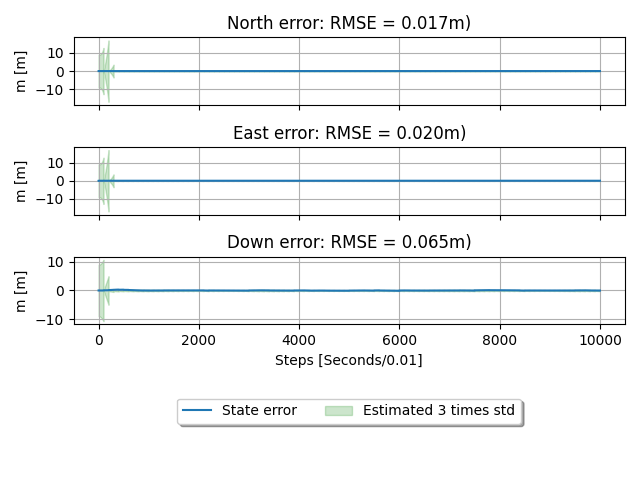 North error: RMSE = 0.017m)
10
0
−10
m [m]
East error: RMSE = 0.020m)
10
0
−10
m [m]
Down error: RMSE = 0.065m)
10
0
−10
m [m]
0 2000 4000 6000 8000 10000
Steps [Seconds/0.01]
State error Estimated 3 times std